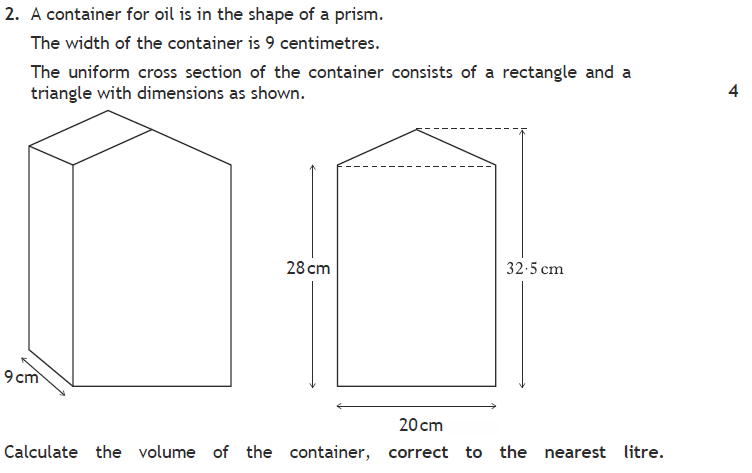 2. A container for oil is in the shape of a prism.
The width of the container is 9 centimetres.
The uniform cross section of the container consists of a rectangle and a
triangle with dimensions as shown.
4
28 cm
32·5 cm
9 cm
20 cm
Calculate the volume of the container, correct to the nearest litre.